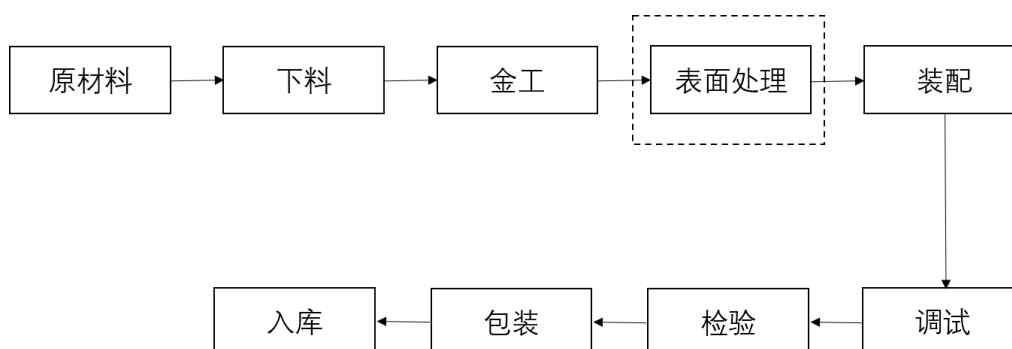 原材料
下料
金工
表面处理
装配
调试
检验
包装
入库